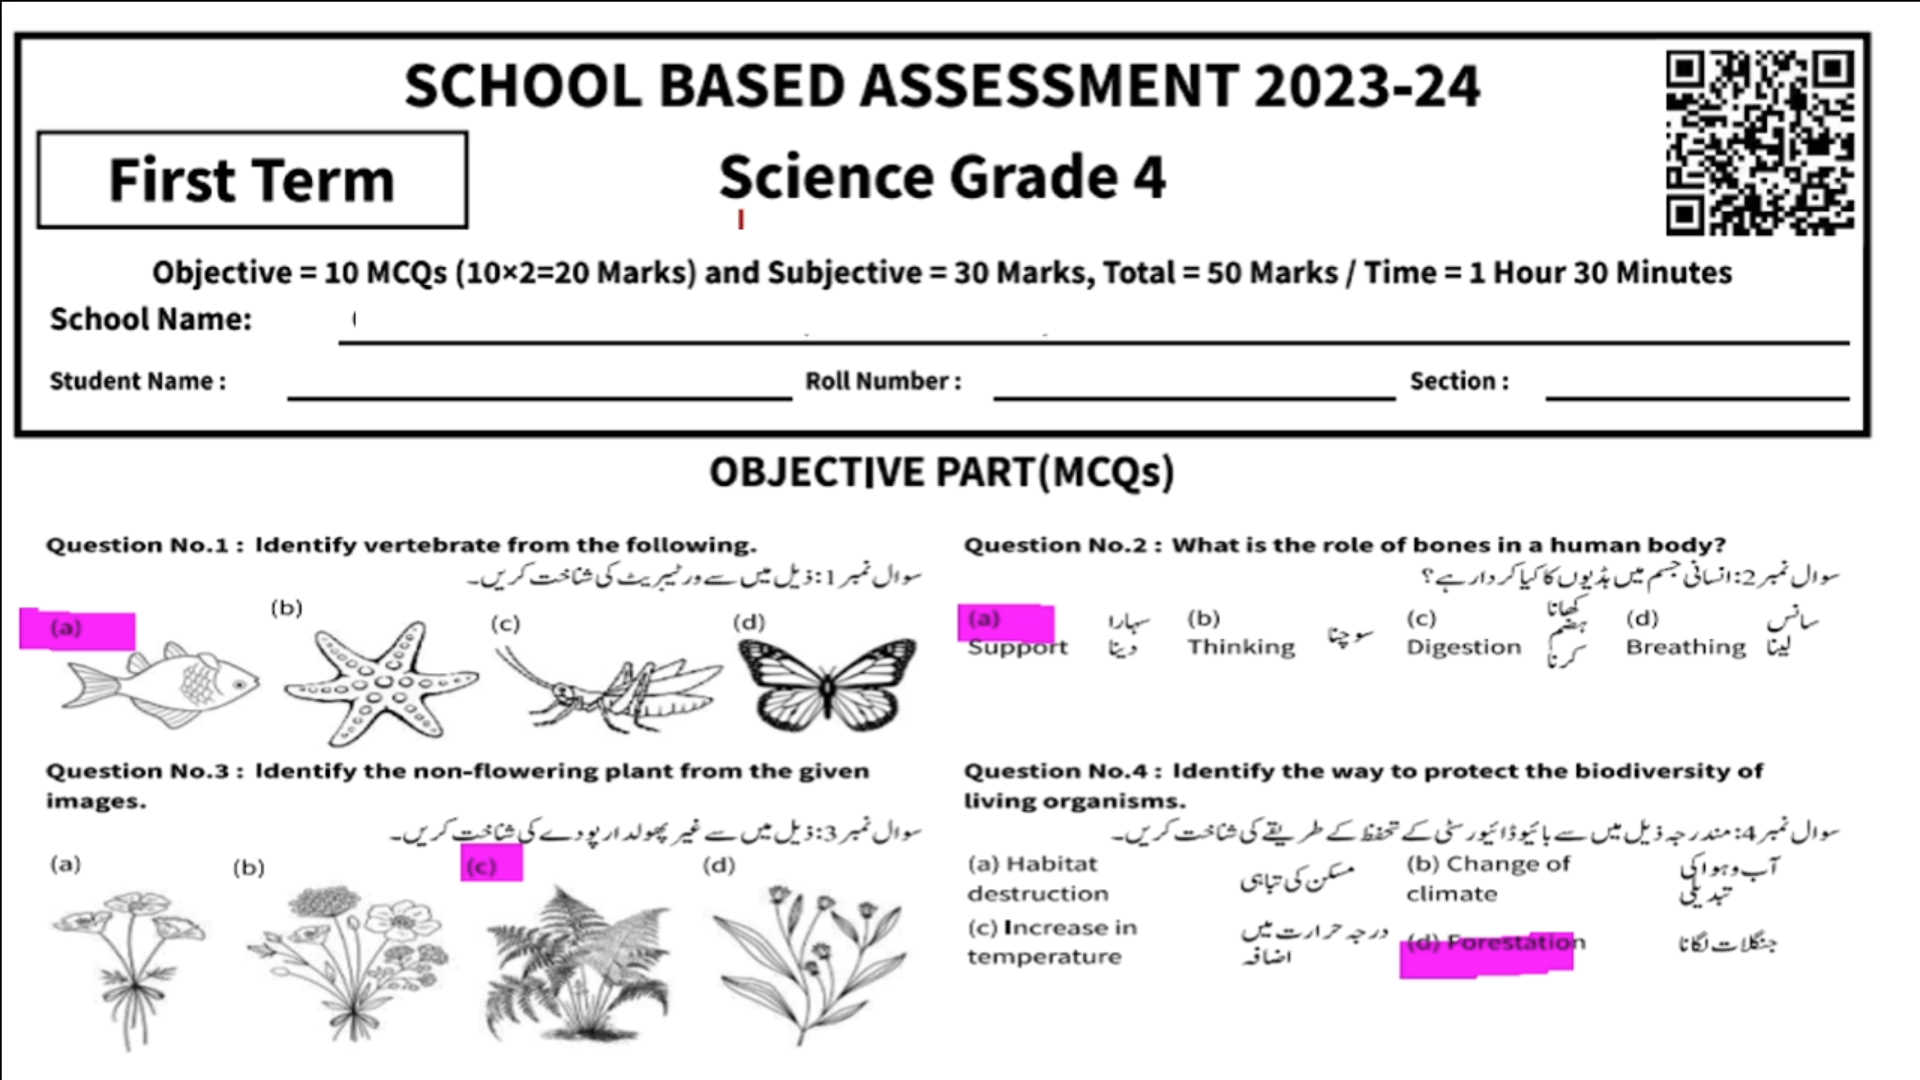 SCHOOL BASED ASSESSMENT 2023-24
First Term
Science Grade 4
Objective = 10 MCQs (10×2=20 Marks) and Subjective = 30 Marks, Total = 50 Marks / Time = 1 Hour 30 Minutes
School Name:
Student Name : Roll Number : Section :
OBJECTIVE PART(MCQs)
Question No.1 : Identify vertebrate from the following.
سوال نمبر 1: ذیل میں سے ورٹیبریٹ کی شناخت کریں۔
(a) (b) (c) (d)
Question No.2 : What is the role of bones in a human body?
سوال نمبر 2: انسانی جسم میں ہڈیوں کا کیا کردار ہے؟
(a) Support سہارا دینا
(b) Thinking سوچنا
(c) Digestion کھانا ہضم کرنا
(d) Breathing سانس لینا
Question No.3 : Identify the non-flowering plant from the given
images.
سوال نمبر 3: ذیل میں سے غیر پھولدار پودے کی شناخت کریں۔
(a) (b) (c) (d)
Question No.4 : Identify the way to protect the biodiversity of
living organisms.
سوال نمبر 4: مندرجہ ذیل میں سے بائیوڈائیورسٹی کے تحفظ کے طریقے کی شناخت کریں۔
(a) Habitat destruction مسکن کی تباہی
(b) Change of climate آب و ہوا کی تبدیلی
(c) Increase in temperature درجہ حرارت میں اضافہ
(d) Forestation جنگلات لگانا